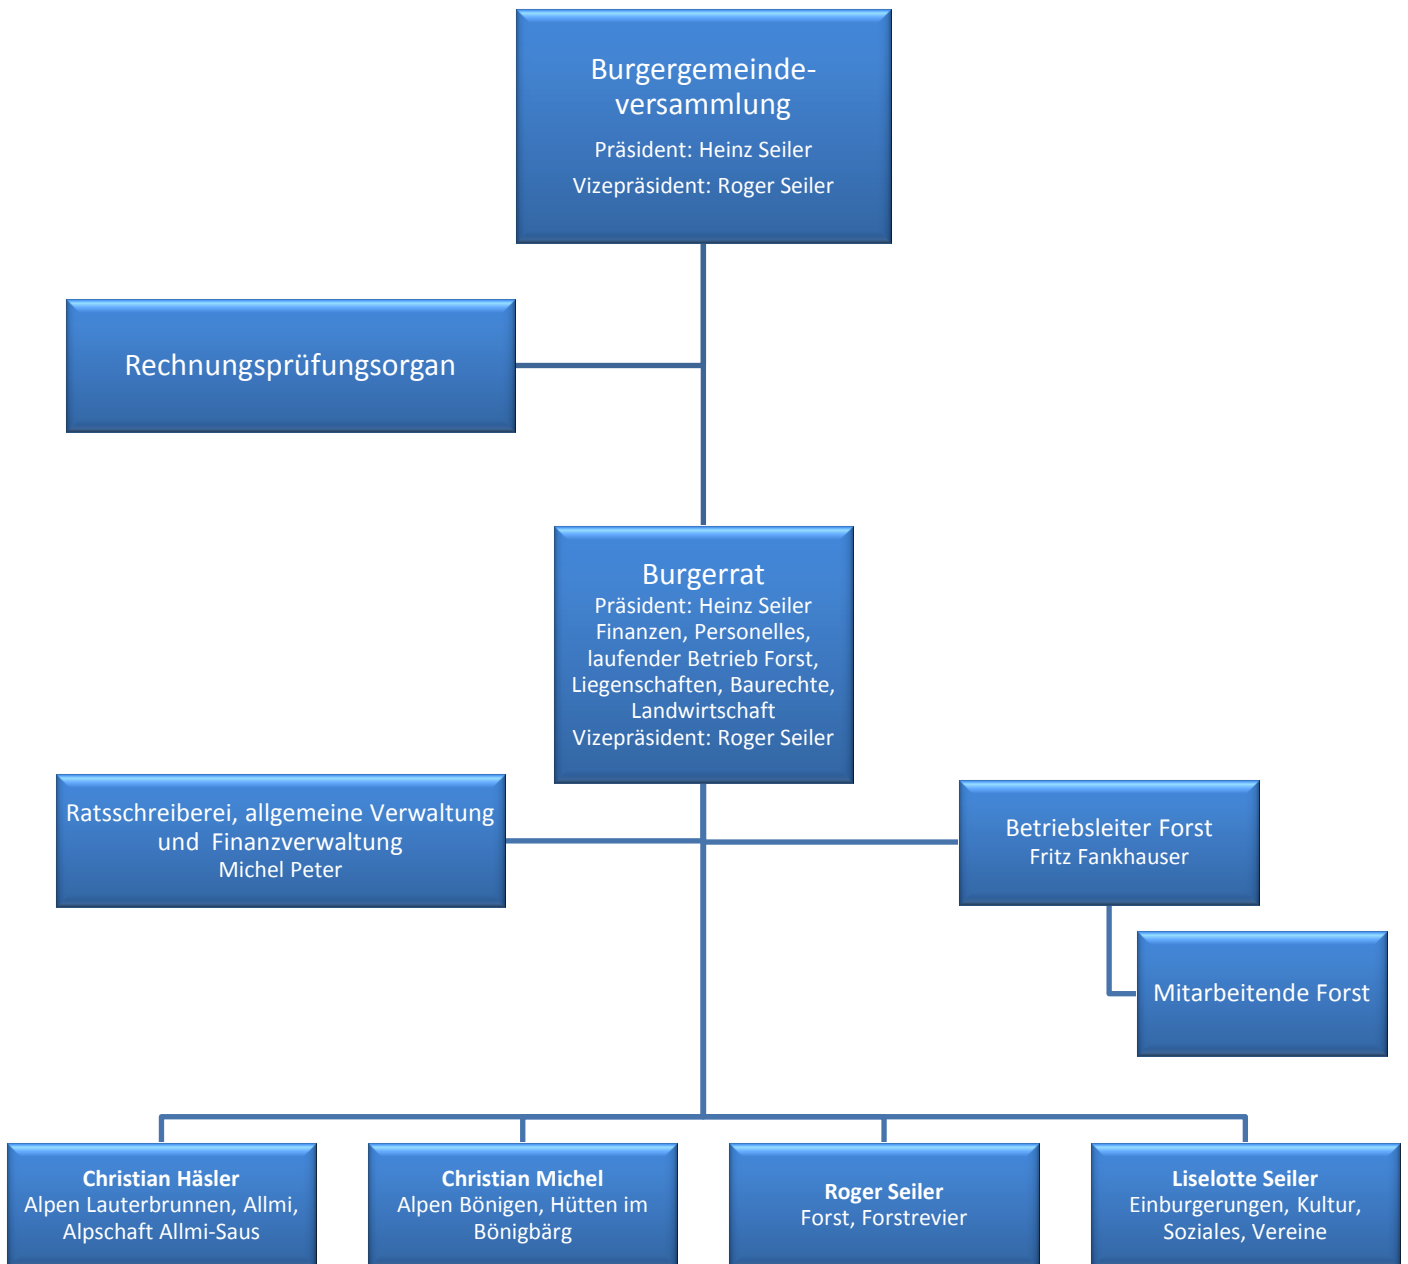 Burgergemeinde-
versammlung
Präsident: Heinz Seiler
Vizepräsident: Roger Seiler
Rechnungsprüfungsorgan
Burgerrat
Präsident: Heinz Seiler
Finanzen, Personelles,
laufender Betrieb Forst,
Liegenschaften, Baurechte,
Landwirtschaft
Vizepräsident: Roger Seiler
Ratsschreiberei, allgemeine Verwaltung
und Finanzverwaltung
Michel Peter
Betriebsleiter Forst
Fritz Fankhauser
Mitarbeitende Forst
Christian Häsler
Alpen Lauterbrunnen, Allmi,
Alpschaft Allmi-Saus
Christian Michel
Alpen Bönigen, Hütten im
Bönigbärg
Roger Seiler
Forst, Forstrevier
Liselotte Seiler
Einburgerungen, Kultur,
Soziales, Vereine